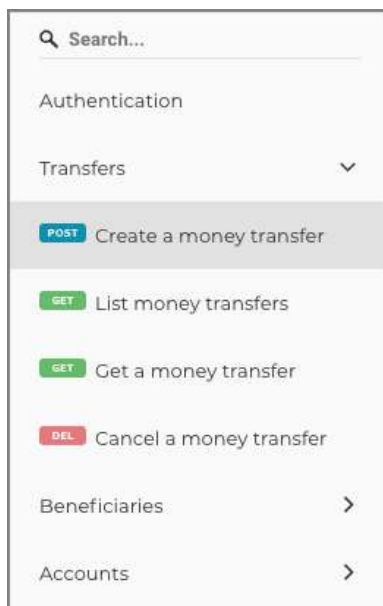 Search...
Authentication
Transfers
POST Create a money transfer
GET List money transfers
GET Get a money transfer
DEL Cancel a money transfer
Beneficiaries
Accounts